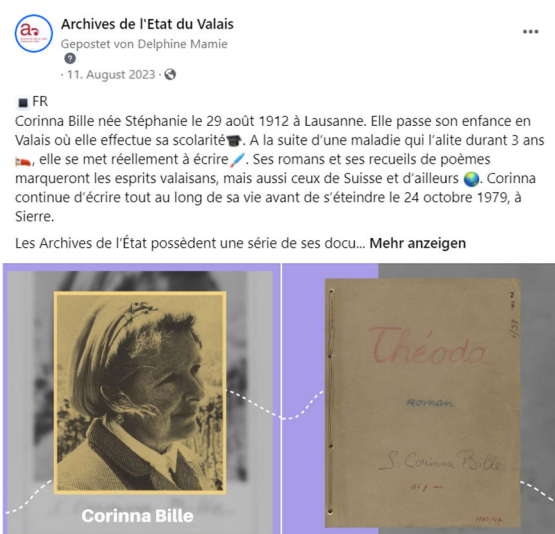 Archives de l'Etat du Valais
Gepostet von Delphine Mamie
· 11. August 2023 ·
FR
Corinna Bille née Stéphanie le 29 août 1912 à Lausanne. Elle passe son enfance en
Valais où elle effectue sa scolarité. A la suite d'une maladie qui l'alite durant 3 ans
, elle se met réellement à écrire. Ses romans et ses recueils de poèmes
marqueront les esprits valaisans, mais aussi ceux de Suisse et d'ailleurs. Corinna
continue d'écrire tout au long de sa vie avant de s'éteindre le 24 octobre 1979, à
Sierre.
Les Archives de l'État possèdent une série de ses docu... Mehr anzeigen
Corinna Bille
Théoda
Roman
S. Corinna Bille